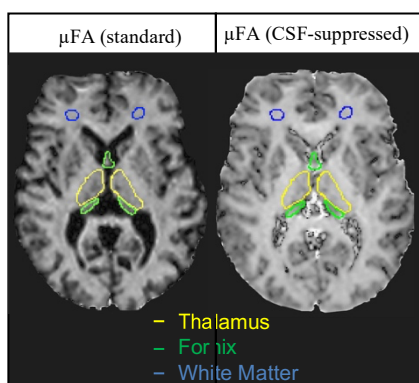 µFA (standard)
µFA (CSF-suppressed)
– Thalamus
– Fornix
– White Matter